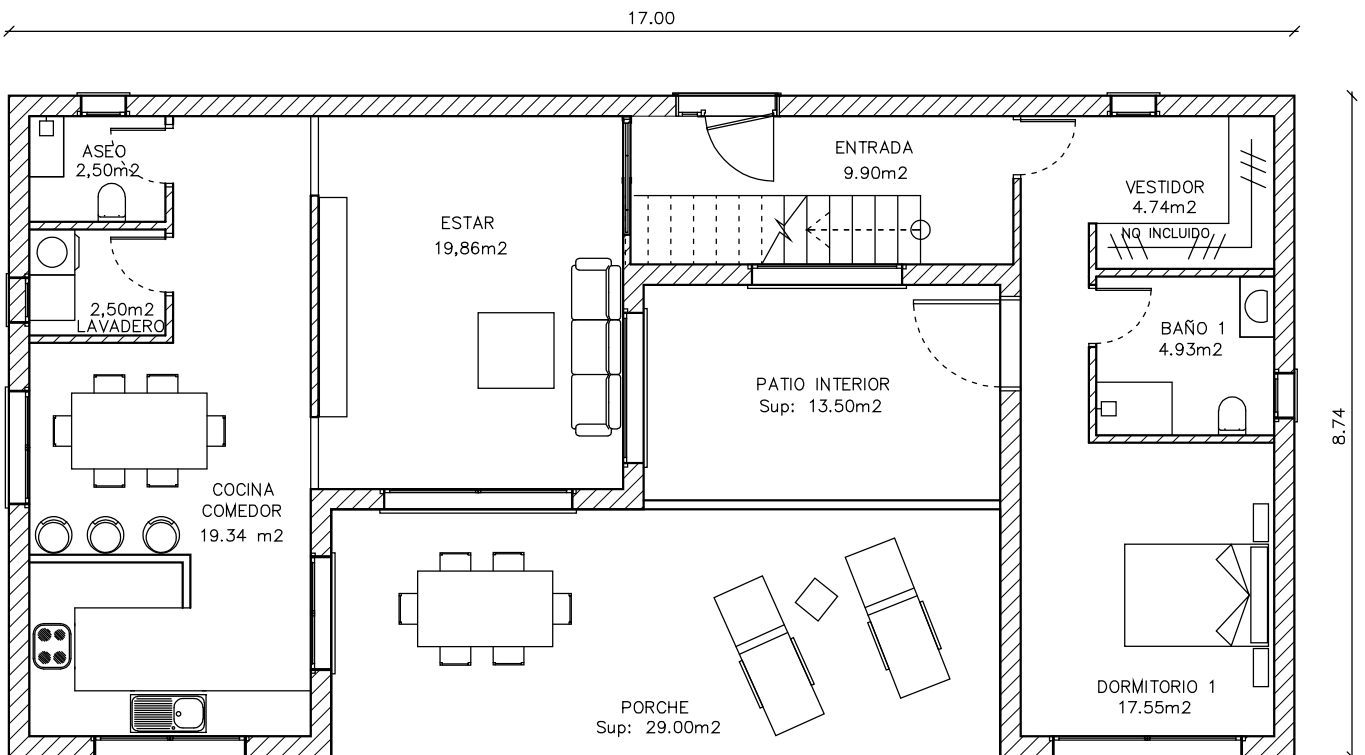 17.00
ASEO
2,50m2
ENTRADA
9.90m2
VESTIDOR
4.74m2
NO INCLUIDO
ESTAR
19,86m2
2,50m2
LAVADERO
BAÑO 1
4.93m2
PATIO INTERIOR
Sup: 13.50m2
8.74
COCINA
COMEDOR
19.34 m2
DORMITORIO 1
17.55m2
PORCHE
Sup: 29.00m2